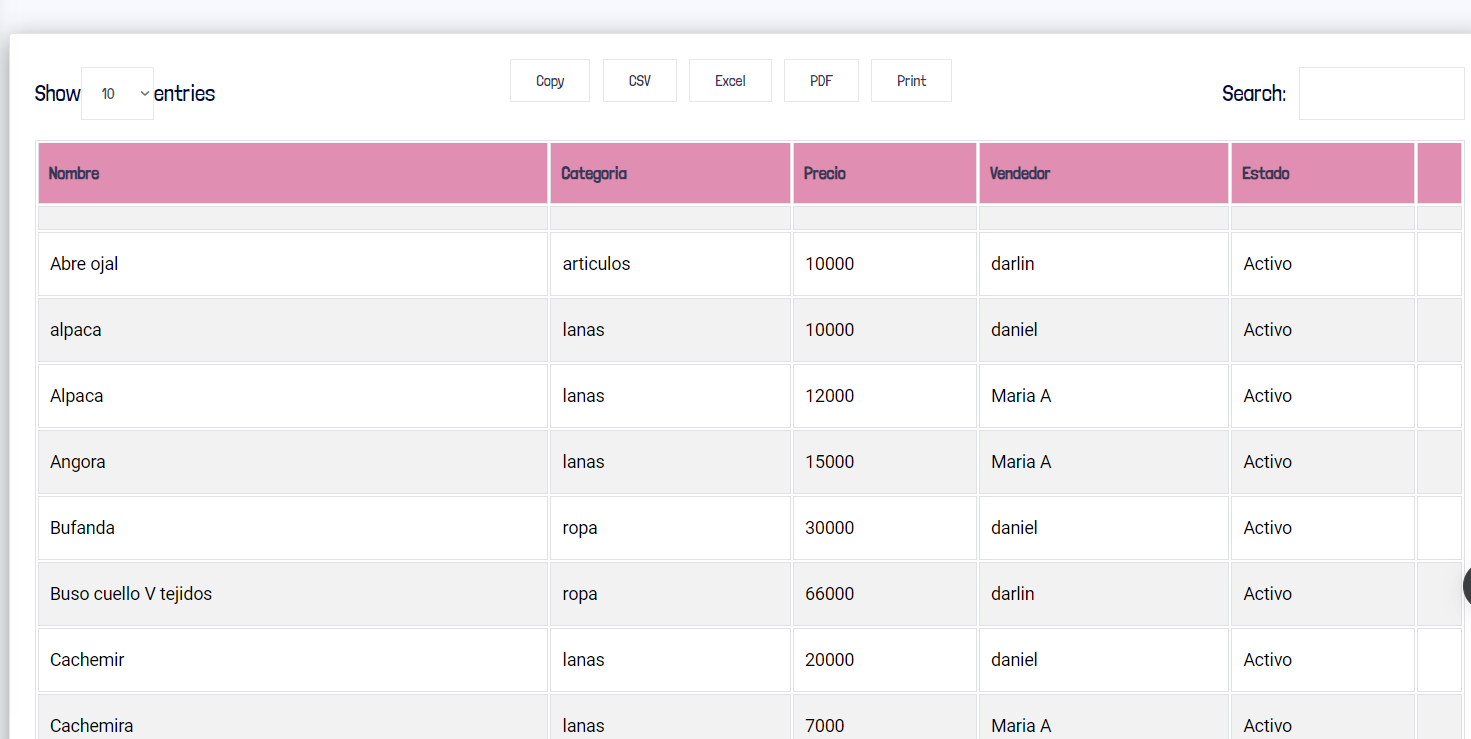 Show 10 entries Copy CSV Excel PDF Print Search:
Nombre Categoria Precio Vendedor Estado
Abre ojal articulos 10000 darlin Activo
alpaca lanas 10000 daniel Activo
Alpaca lanas 12000 Maria A Activo
Angora lanas 15000 Maria A Activo
Bufanda ropa 30000 daniel Activo
Buso cuello V tejidos ropa 66000 darlin Activo
Cachemir lanas 20000 daniel Activo
Cachemira lanas 7000 Maria A Activo